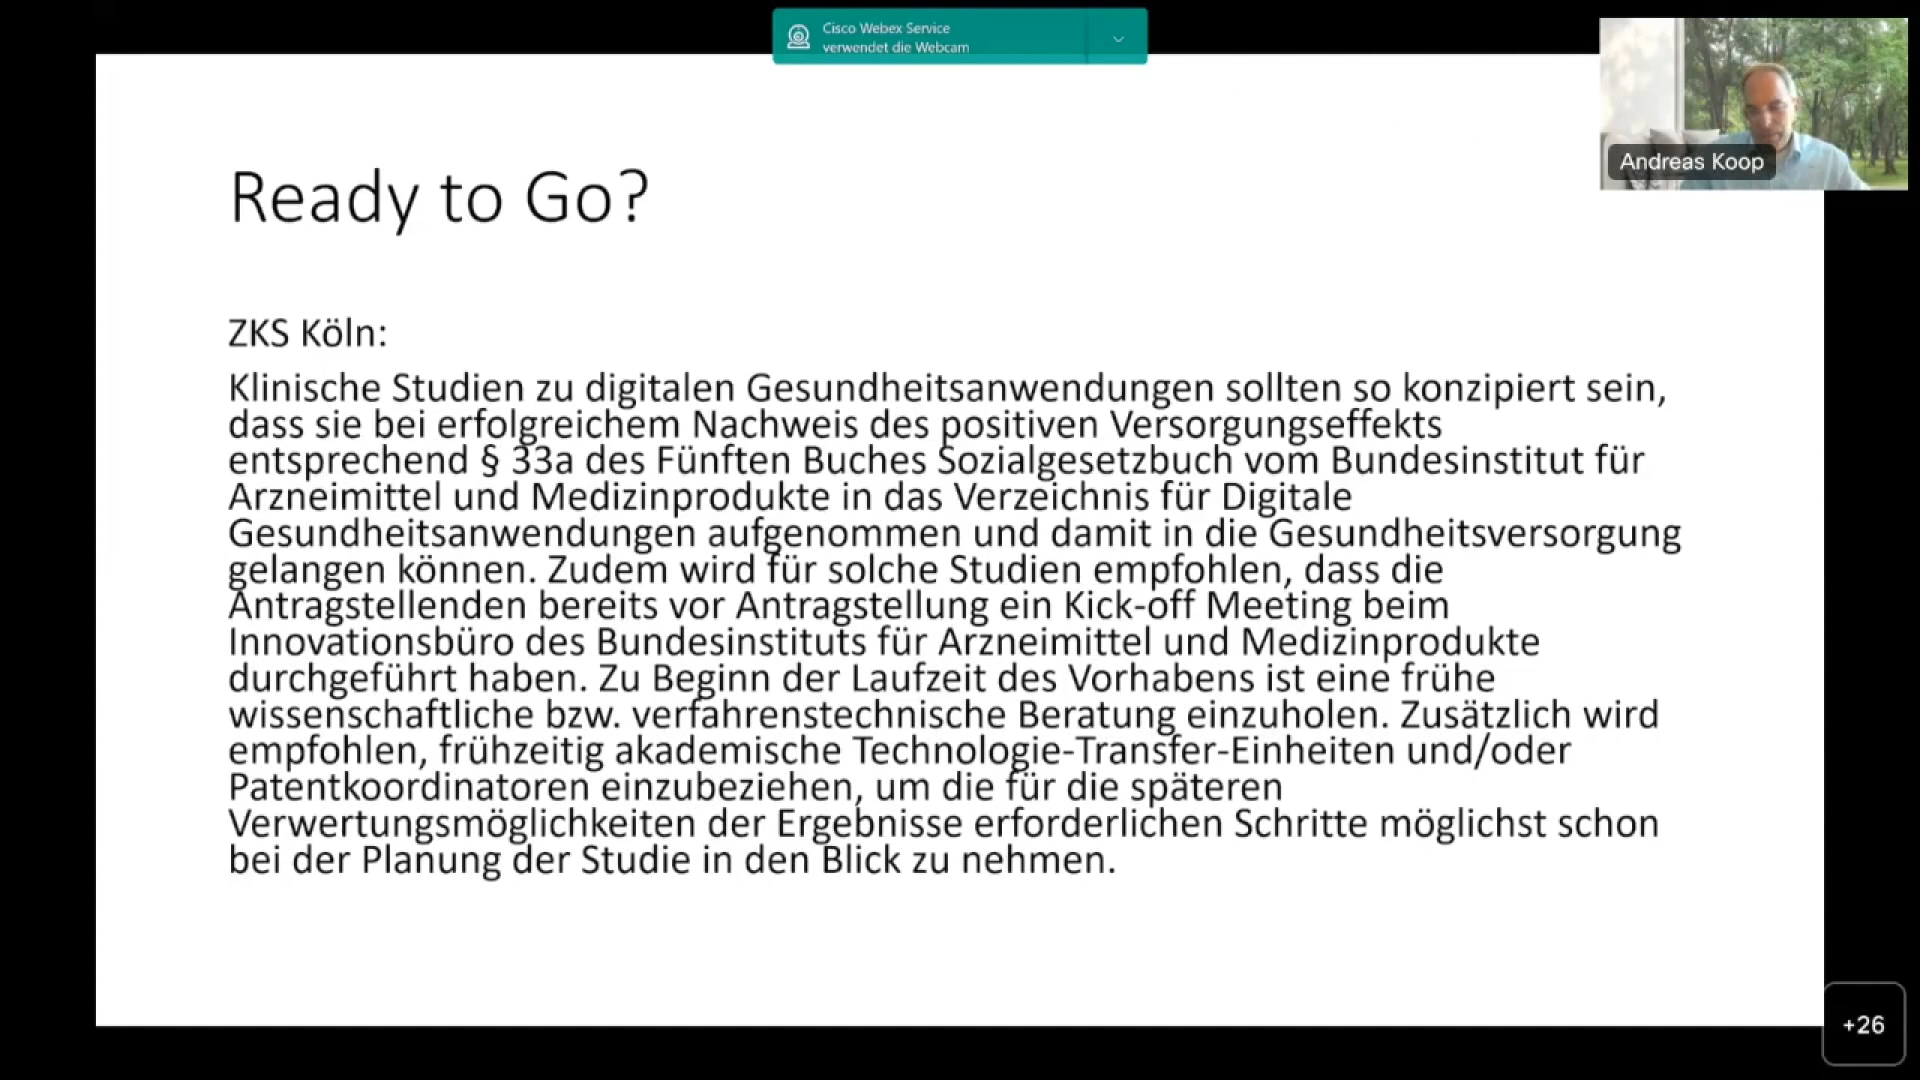 Cisco Webex Service
verwendet die Webcam
Andreas Koop
Ready to Go?
ZKS Köln:
Klinische Studien zu digitalen Gesundheitsanwendungen sollten so konzipiert sein,
dass sie bei erfolgreichem Nachweis des positiven Versorgungseffekts
entsprechend § 33a des Fünften Buches Sozialgesetzbuch vom Bundesinstitut für
Arzneimittel und Medizinprodukte in das Verzeichnis für Digitale
Gesundheitsanwendungen aufgenommen und damit in die Gesundheitsversorgung
gelangen können. Zudem wird für solche Studien empfohlen, dass die
Antragstellenden bereits vor Antragstellung ein Kick-off Meeting beim
Innovationsbüro des Bundesinstituts für Arzneimittel und Medizinprodukte
durchgeführt haben. Zu Beginn der Laufzeit des Vorhabens ist eine frühe
wissenschaftliche bzw. verfahrenstechnische Beratung einzuholen. Zusätzlich wird
empfohlen, frühzeitig akademische Technologie-Transfer-Einheiten und/oder
Patentkoordinatoren einzubeziehen, um die für die späteren
Verwertungsmöglichkeiten der Ergebnisse erforderlichen Schritte möglichst schon
bei der Planung der Studie in den Blick zu nehmen.
+26